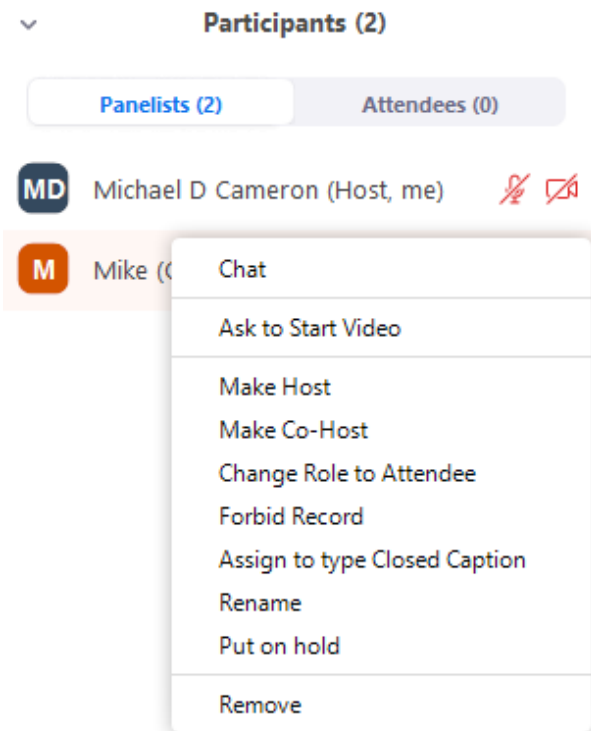 Participants (2)
Panelists (2)
Attendees (0)
MD
Michael D Cameron (Host, me)
M
Mike (
Chat
Ask to Start Video
Make Host
Make Co-Host
Change Role to Attendee
Forbid Record
Assign to type Closed Caption
Rename
Put on hold
Remove